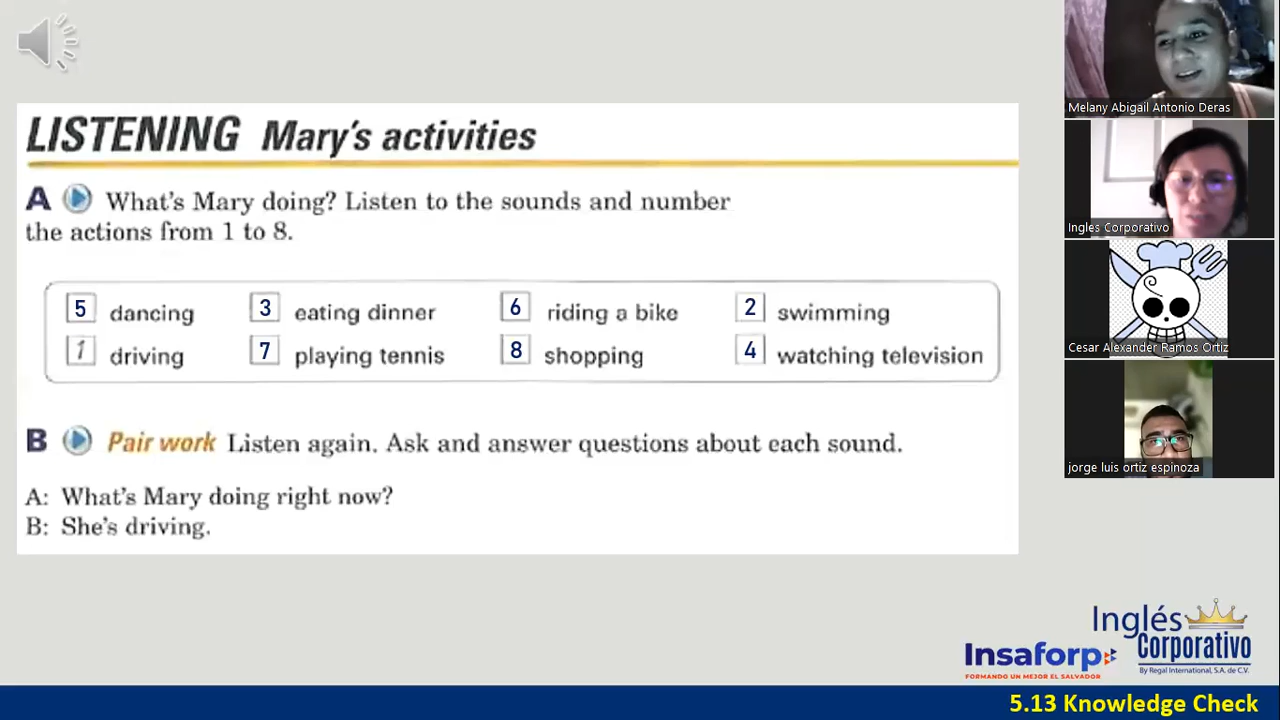 LISTENING Mary's activities
A What's Mary doing? Listen to the sounds and number
the actions from 1 to 8.
5 dancing 3 eating dinner 6 riding a bike 2 swimming
1 driving 7 playing tennis 8 shopping 4 watching television
B Pair work Listen again. Ask and answer questions about each sound.
A: What's Mary doing right now?
B: She's driving.
Melany Abigail Antonio Deras
Ingles Corporativo
Cesar Alexander Ramos Ortiz
jorge luis ortiz espinoza
Insaforp
FORMANDO UN MEJOR EL SALVADOR
Inglés
Corporativo
By Regal International, S.A. de C.V.
5.13 Knowledge Check